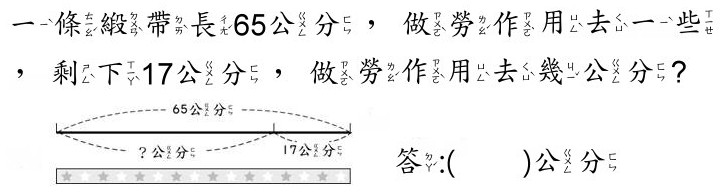 一條緞帶長65公分，做勞作用去一些
，剩下17公分，做勞作用去幾公分？
65公分
？公分 17公分
答:(　　)公分